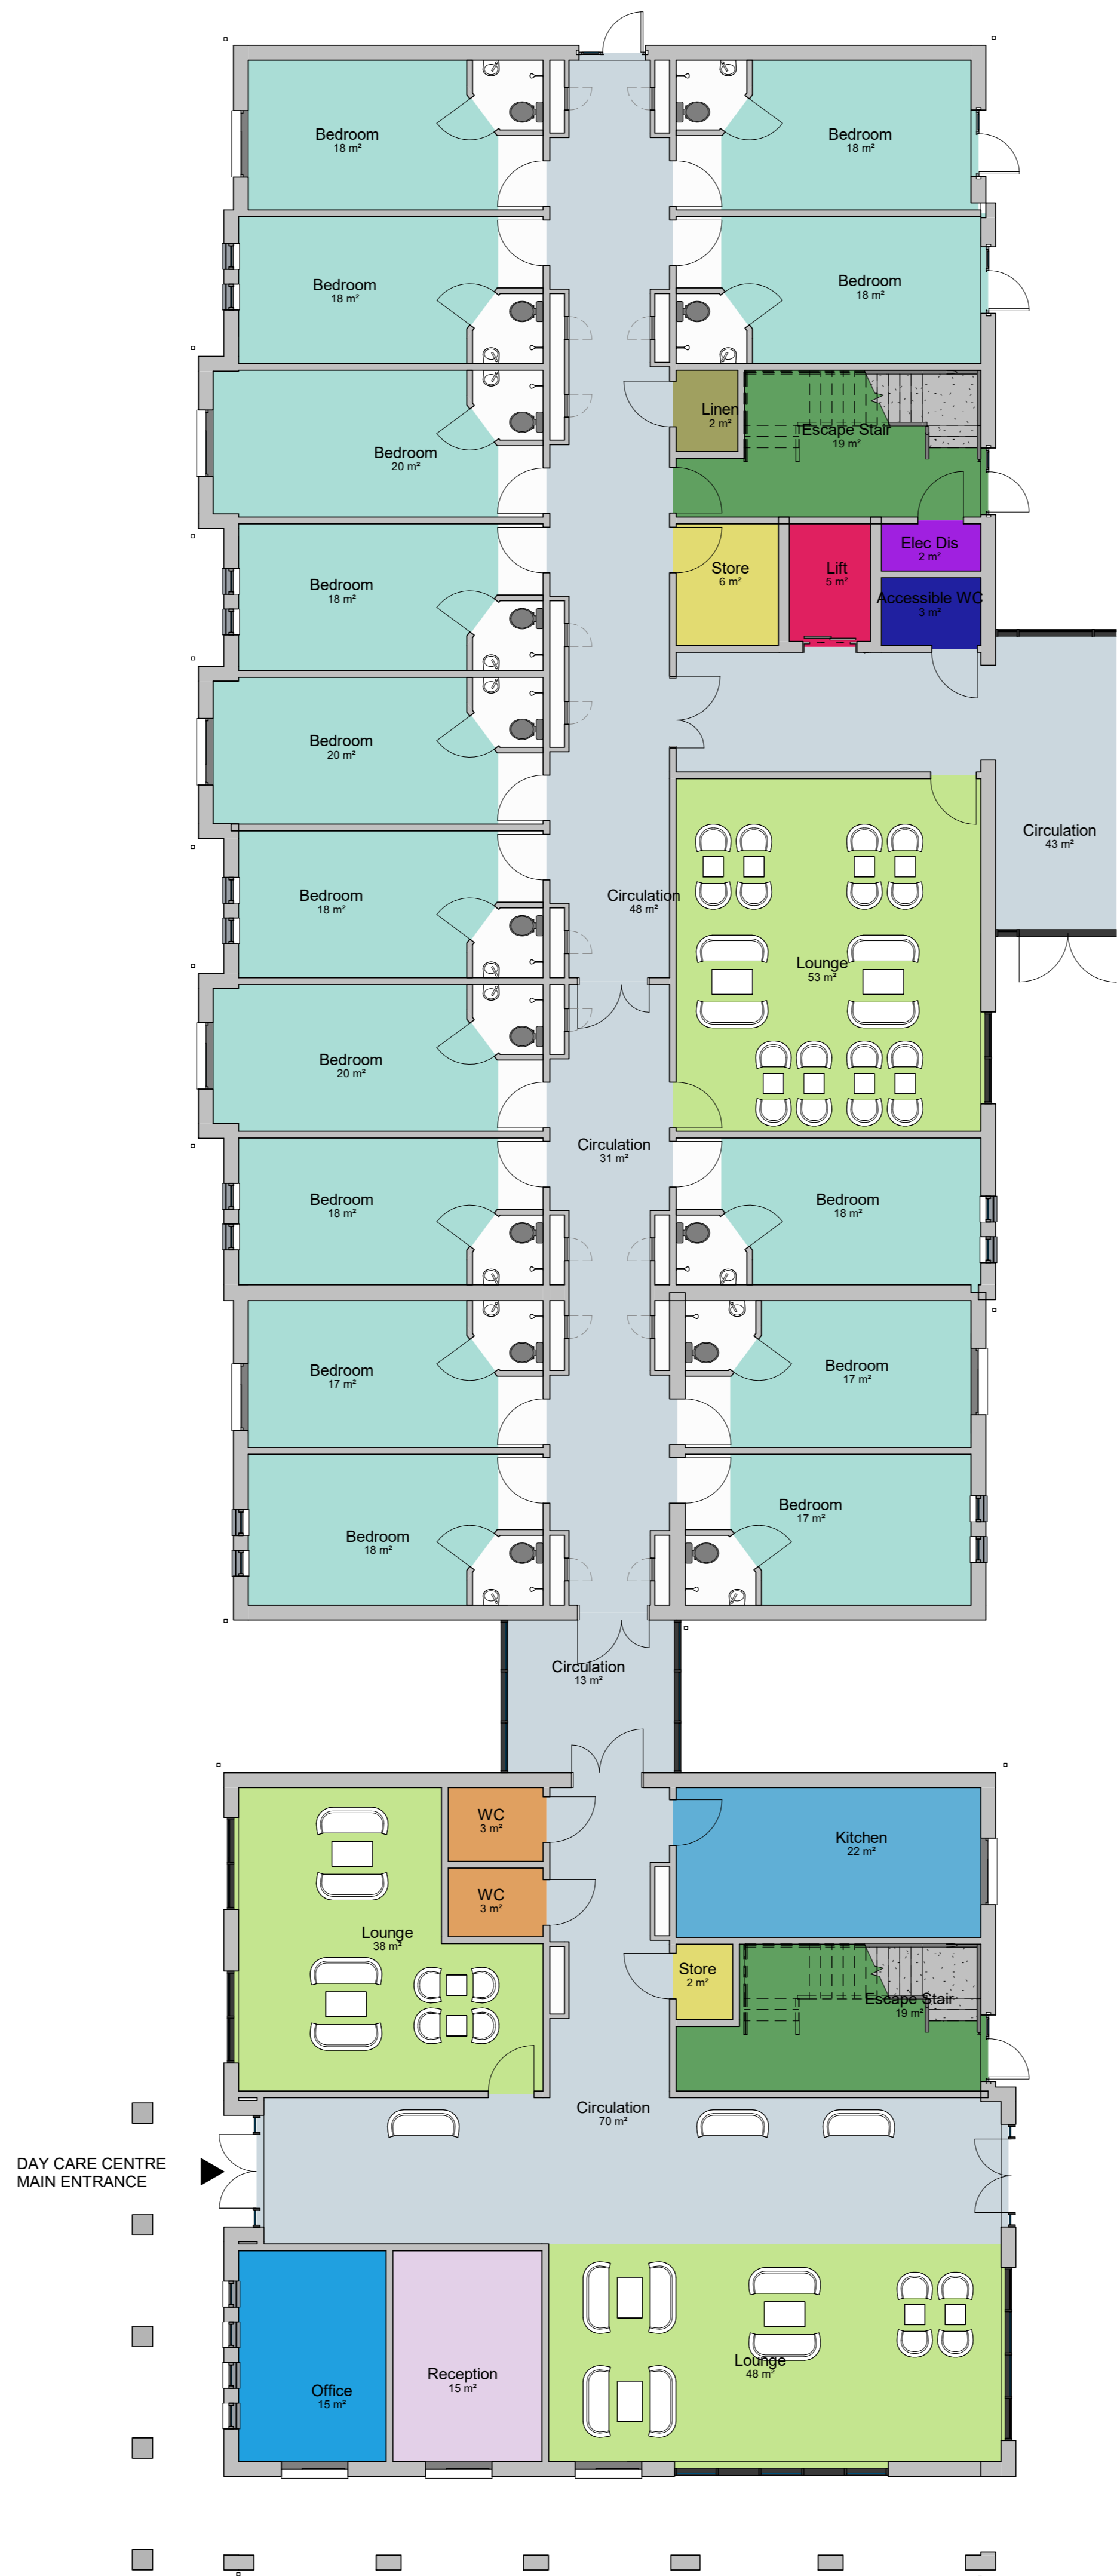 Bedroom
18 m²
Bedroom
18 m²
Bedroom
18 m²
Bedroom
18 m²
Linen
2 m²
Escape Stair
19 m²
Bedroom
20 m²
Elec Dis
2 m²
Store
6 m²
Lift
5 m²
Bedroom
18 m²
Accessible WC
3 m²
Bedroom
20 m²
Circulation
43 m²
Bedroom
18 m²
Circulation
48 m²
Lounge
53 m²
Bedroom
20 m²
Circulation
31 m²
Bedroom
18 m²
Bedroom
18 m²
Bedroom
17 m²
Bedroom
17 m²
Bedroom
17 m²
Bedroom
18 m²
Circulation
13 m²
WC
3 m²
Kitchen
22 m²
WC
3 m²
Lounge
38 m²
Store
2 m²
Escape Stair
19 m²
Circulation
70 m²
DAY CARE CENTRE
MAIN ENTRANCE
Lounge
48 m²
Reception
15 m²
Office
15 m²